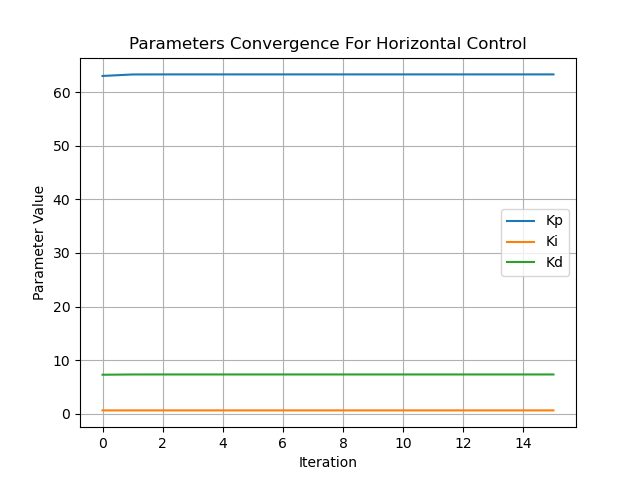 Parameters Convergence For Horizontal Control
60
50
40
30
20
10
0
Parameter Value
Kp
Ki
Kd
0 2 4 6 8 10 12 14
Iteration